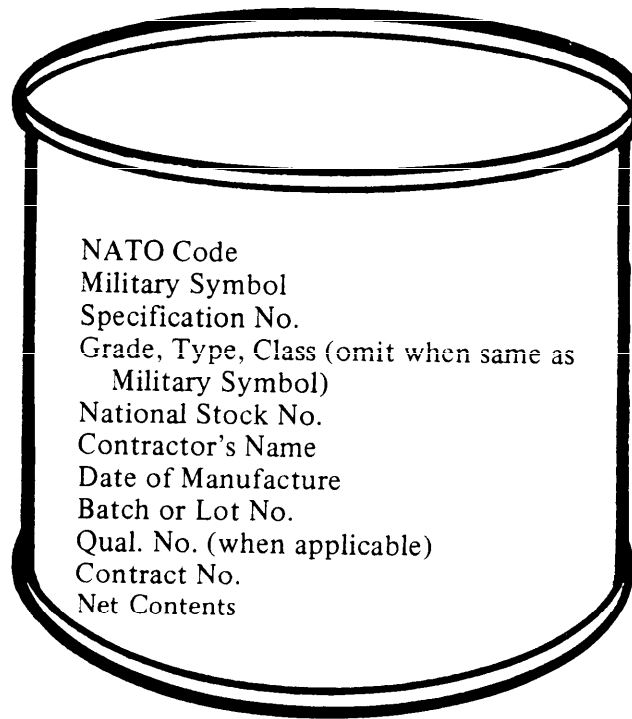 NATO Code
Military Symbol
Specification No.
Grade, Type, Class (omit when same as
Military Symbol)
National Stock No.
Contractor's Name
Date of Manufacture
Batch or Lot No.
Qual. No. (when applicable)
Contract No.
Net Contents